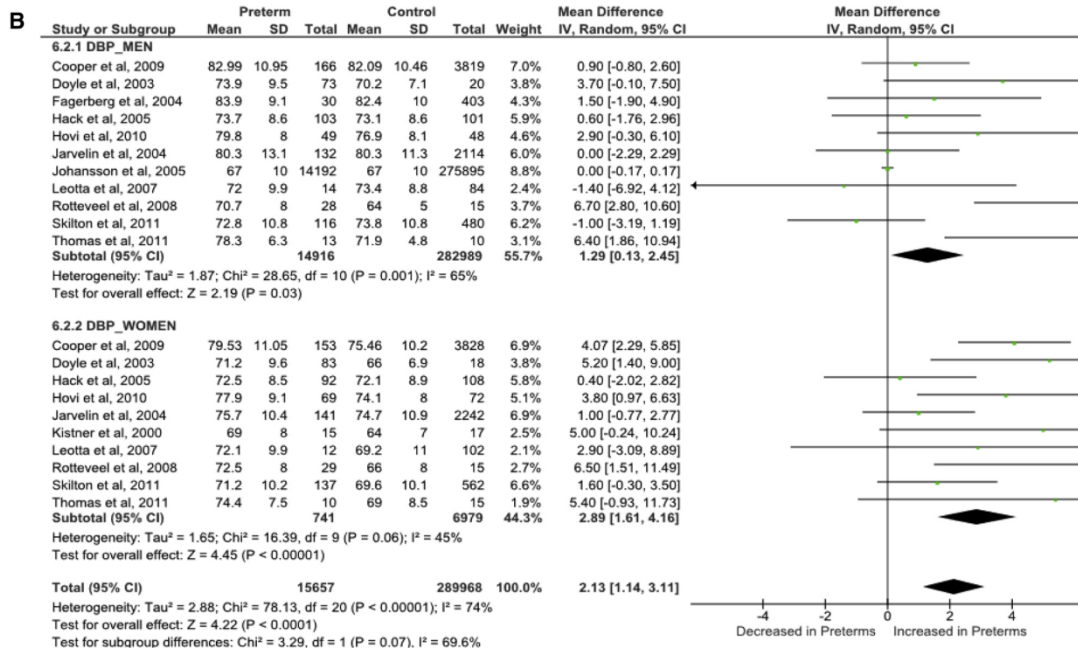 B
Preterm Control Mean Difference Mean Difference
Study or Subgroup Mean SD Total Mean SD Total Weight IV, Random, 95% CI IV, Random, 95% CI
6.2.1 DBP_MEN
Cooper et al, 2009 82.99 10.95 166 82.09 10.46 3819 7.0% 0.90 [-0.80, 2.60]
Doyle et al, 2003 73.9 9.5 73 70.2 7.1 20 3.8% 3.70 [-0.10, 7.50]
Fagerberg et al, 2004 83.9 9.1 30 82.4 10 403 4.3% 1.50 [-1.90, 4.90]
Hack et al, 2005 73.7 8.6 103 73.1 8.6 101 5.9% 0.60 [-1.76, 2.96]
Hovi et al, 2010 79.8 8 49 76.9 8.1 48 4.6% 2.90 [-0.30, 6.10]
Jarvelin et al, 2004 80.3 13.1 132 80.3 11.3 2114 6.0% 0.00 [-2.29, 2.29]
Johansson et al, 2005 67 10 14192 67 10 275895 8.8% 0.00 [-0.17, 0.17]
Leotta et al, 2007 72 9.9 14 73.4 8.8 84 2.4% -1.40 [-6.92, 4.12]
Rotteveel et al, 2008 70.7 8 28 64 5 15 3.7% 6.70 [2.80, 10.60]
Skilton et al, 2011 72.8 10.8 116 73.8 10.8 480 6.2% -1.00 [-3.19, 1.19]
Thomas et al, 2011 78.3 6.3 13 71.9 4.8 10 3.1% 6.40 [1.86, 10.94]
Subtotal (95% CI) 14916 282989 55.7% 1.29 [0.13, 2.45]
Heterogeneity: Tau² = 1.87; Chi² = 28.65, df = 10 (P = 0.001); I² = 65%
Test for overall effect: Z = 2.19 (P = 0.03)
6.2.2 DBP_WOMEN
Cooper et al, 2009 79.53 11.05 153 75.46 10.2 3828 6.9% 4.07 [2.29, 5.85]
Doyle et al, 2003 71.2 9.6 83 66 6.9 18 3.8% 5.20 [1.40, 9.00]
Hack et al, 2005 72.5 8.5 92 72.1 8.9 108 5.8% 0.40 [-2.02, 2.82]
Hovi et al, 2010 77.9 9.1 69 74.1 8 72 5.1% 3.80 [0.97, 6.63]
Jarvelin et al, 2004 75.7 10.4 141 74.7 10.9 2242 6.9% 1.00 [-0.77, 2.77]
Kistner et al, 2000 69 8 15 64 7 17 2.5% 5.00 [-0.24, 10.24]
Leotta et al, 2007 72.1 9.9 12 69.2 11 102 2.1% 2.90 [-3.09, 8.89]
Rotteveel et al, 2008 72.5 8 29 66 8 15 2.7% 6.50 [1.51, 11.49]
Skilton et al, 2011 71.2 10.2 137 69.6 10.1 562 6.7% 1.60 [-0.30, 3.50]
Thomas et al, 2011 74.4 7.5 10 69 8.5 15 1.9% 5.40 [-0.93, 11.73]
Subtotal (95% CI) 741 6979 44.3% 2.89 [1.61, 4.16]
Heterogeneity: Tau² = 1.65; Chi² = 16.39, df = 9 (P = 0.06); I² = 45%
Test for overall effect: Z = 4.45 (P < 0.00001)
Total (95% CI) 15657 289968 100.0% 2.13 [1.14, 3.11]
Heterogeneity: Tau² = 2.88; Chi² = 78.13, df = 20 (P < 0.00001); I² = 74%
Test for overall effect: Z = 4.22 (P < 0.0001)
Test for subgroup differences: Chi² = 3.29, df = 1 (P = 0.07), I² = 69.6%
-4 -2 0 2 4
Decreased in Preterms Increased in Preterms